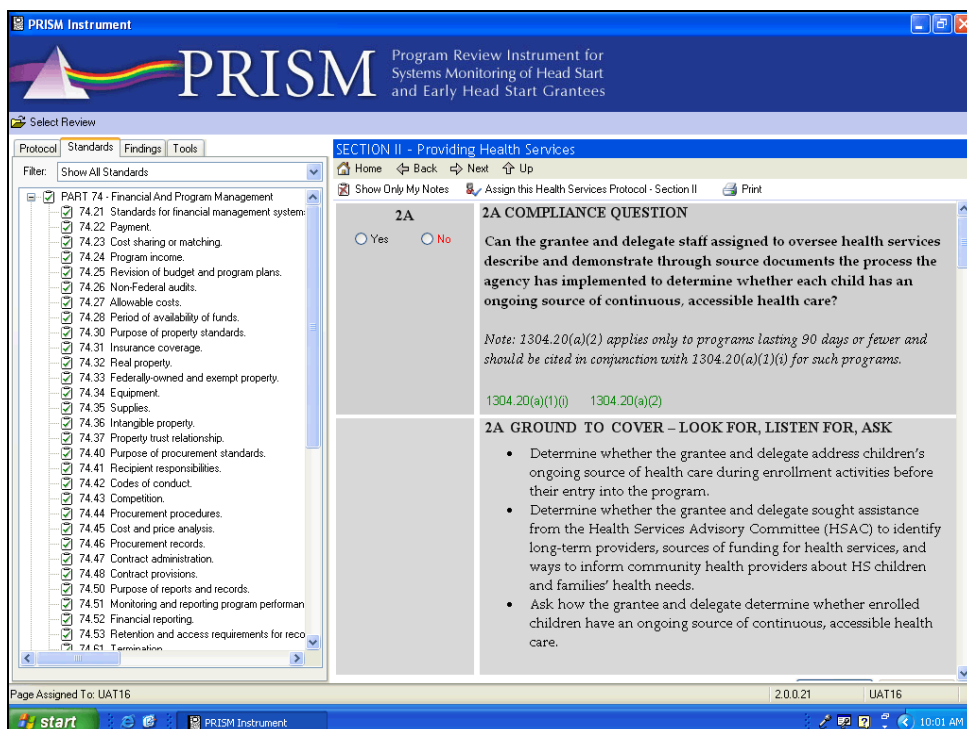 PRISM Instrument
PRISM
Program Review Instrument for
Systems Monitoring of Head Start
and Early Head Start Grantees
Select Review
Protocol Standards Findings Tools
Filter: Show All Standards
PART 74 - Financial And Program Management
74.21 Standards for financial management system
74.22 Payment.
74.23 Cost sharing or matching.
74.24 Program income.
74.25 Revision of budget and program plans.
74.26 Non-Federal audits.
74.27 Allowable costs.
74.28 Period of availability of funds.
74.30 Purpose of property standards.
74.31 Insurance coverage.
74.32 Real property.
74.33 Federally-owned and exempt property.
74.34 Equipment.
74.35 Supplies.
74.36 Intangible property.
74.37 Property trust relationship.
74.40 Purpose of procurement standards.
74.41 Recipient responsibilities.
74.42 Codes of conduct.
74.43 Competition.
74.44 Procurement procedures.
74.45 Cost and price analysis.
74.46 Procurement records.
74.47 Contract administration.
74.48 Contract provisions.
74.50 Purpose of reports and records.
74.51 Monitoring and reporting program performan
74.52 Financial reporting.
74.53 Retention and access requirements for reco
74.61 Termination.
SECTION II - Providing Health Services
Home Back Next Up
Show Only My Notes Assign this Health Services Protocol - Section II Print
2A
Yes No
2A COMPLIANCE QUESTION
Can the grantee and delegate staff assigned to oversee health services
describe and demonstrate through source documents the process the
agency has implemented to determine whether each child has an
ongoing source of continuous, accessible health care?
Note: 1304.20(a)(2) applies only to programs lasting 90 days or fewer and
should be cited in conjunction with 1304.20(a)(1)(i) for such programs.
1304.20(a)(1)(i) 1304.20(a)(2)
2A GROUND TO COVER – LOOK FOR, LISTEN FOR, ASK
• Determine whether the grantee and delegate address children's
ongoing source of health care during enrollment activities before
their entry into the program.
• Determine whether the grantee and delegate sought assistance
from the Health Services Advisory Committee (HSAC) to identify
long-term providers, sources of funding for health services, and
ways to inform community health providers about HS children
and families' health needs.
• Ask how the grantee and delegate determine whether enrolled
children have an ongoing source of continuous, accessible health
care.
Page Assigned To: UAT16 2.0.0.21 UAT16
start PRISM Instrument 10:01 AM